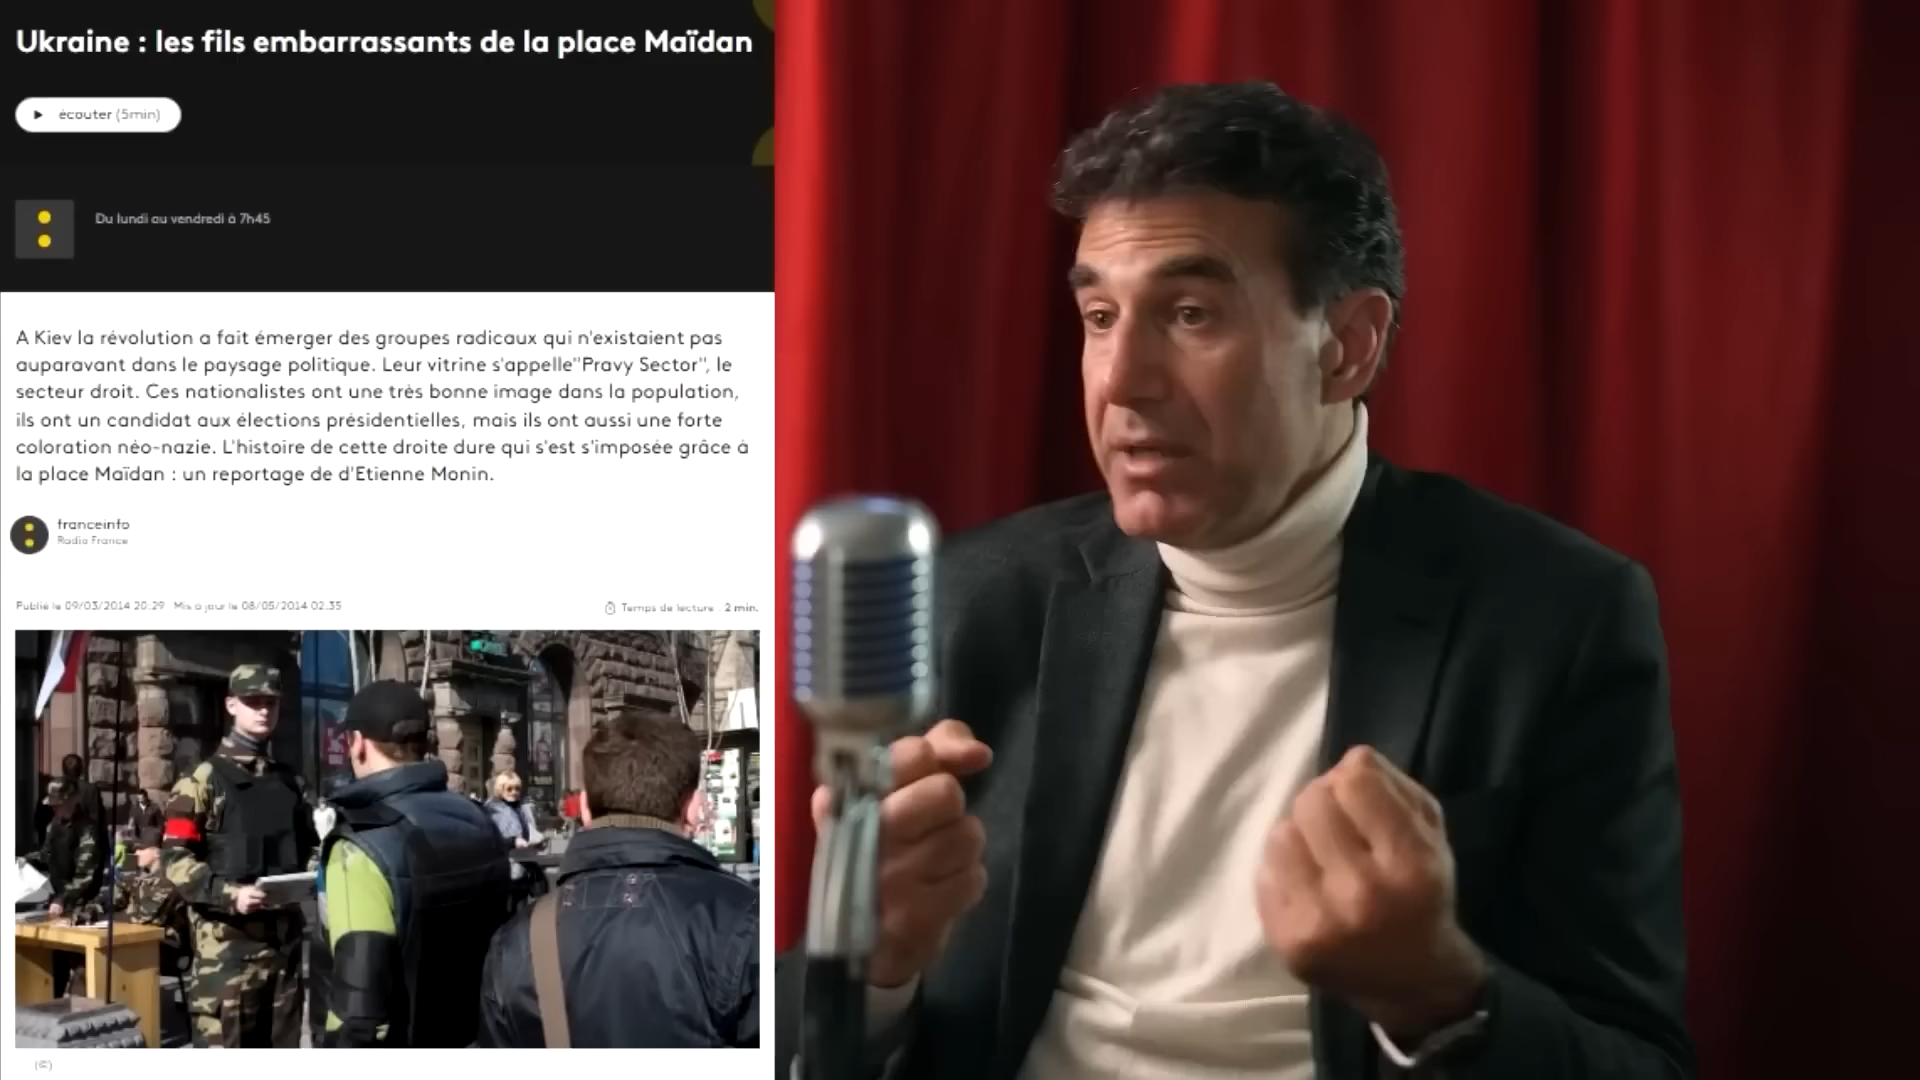 Ukraine : les fils embarrassants de la place Maïdan
écouter (5min)
Du lundi au vendredi à 7h45
A Kiev la révolution a fait émerger des groupes radicaux qui n'existaient pas
auparavant dans le paysage politique. Leur vitrine s'appelle"Pravy Sector", le
secteur droit. Ces nationalistes ont une très bonne image dans la population,
ils ont un candidat aux élections présidentielles, mais ils ont aussi une forte
coloration néo-nazie. L'histoire de cette droite dure qui s'est s'imposée grâce à
la place Maïdan : un reportage de d'Etienne Monin.
franceinfo
Radio France
Publié le 09/03/2014 20:29 Mis à jour le 08/05/2014 02:35
Temps de lecture : 2 min.
(©)